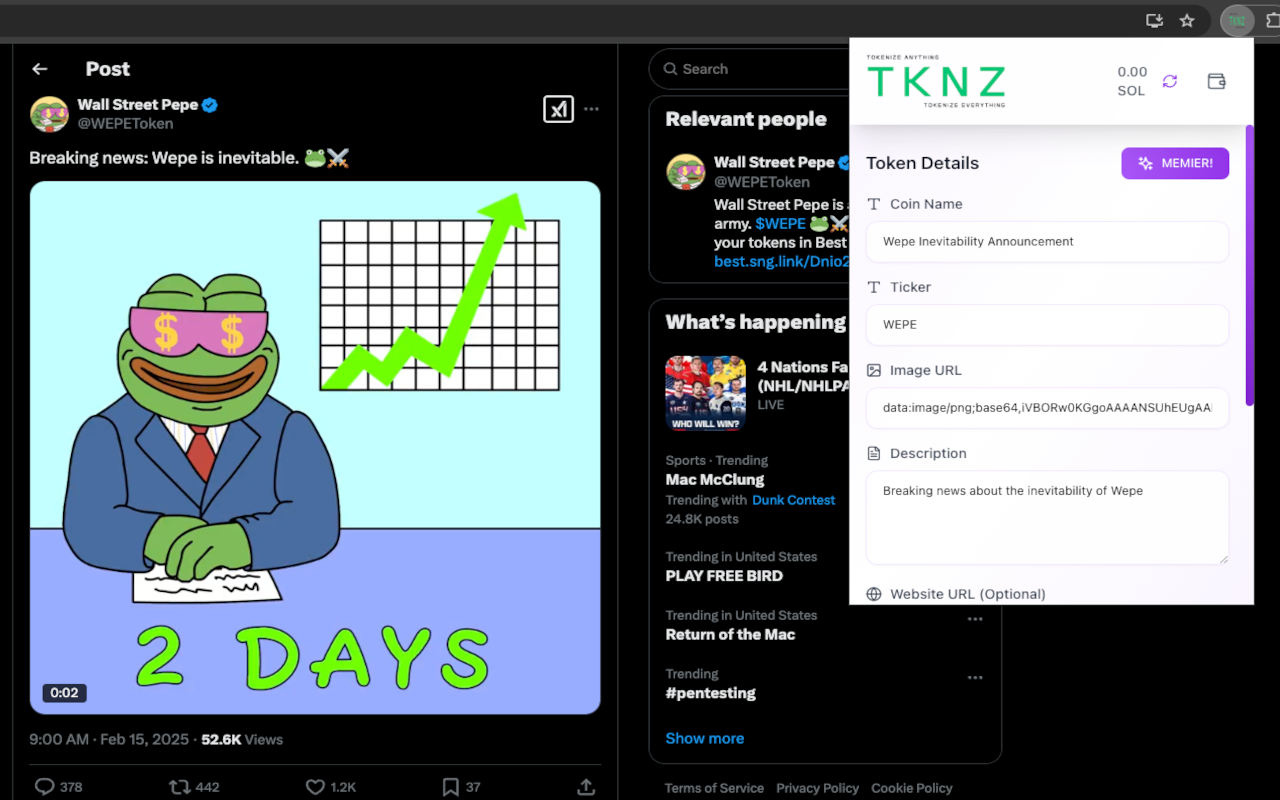 Post
Wall Street Pepe
@WEPEToken
Breaking news: Wepe is inevitable. 🐸⚔️
2 DAYS
0:02
9:00 AM · Feb 15, 2025 · 52.6K Views
378
442
1.2K
37
Search
Relevant people
Wall Street Pepe
@WEPEToken
Wall Street Pepe is
army. $WEPE 🐸⚔️
your tokens in Best
best.sng.link/Dnio2
What's happening
4 Nations Fa
(NHL/NHLPA
LIVE
WHO WILL WIN?
Sports · Trending
Mac McClung
Trending with Dunk Contest
24.8K posts
Trending in United States
PLAY FREE BIRD
Trending in United States
Return of the Mac
Trending
#pentesting
Show more
Terms of Service Privacy Policy Cookie Policy
TKNZ
TOKENIZE ANYTHING
TKNZ
TOKENIZE EVERYTHING
0.00
SOL
Token Details
MEMIER!
Coin Name
Wepe Inevitability Announcement
Ticker
WEPE
Image URL
data:image/png;base64,iVBORw0KGgoAAAANSUhEUgAA
Description
Breaking news about the inevitability of Wepe
Website URL (Optional)